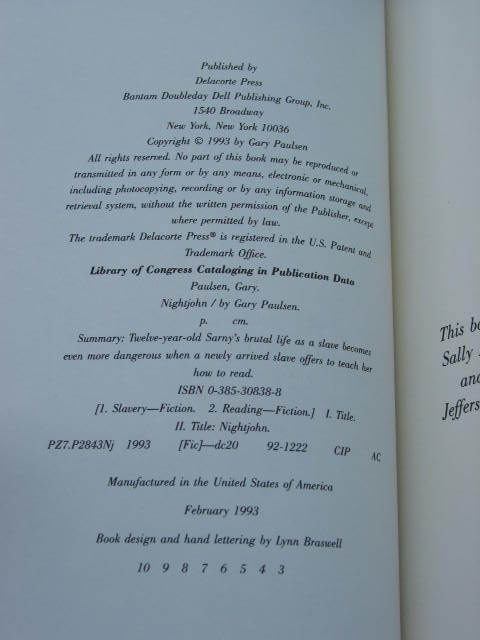 Published by
Delacorte Press
Bantam Doubleday Dell Publishing Group, Inc.
1540 Broadway
New York, New York 10036
Copyright © 1993 by Gary Paulsen
All rights reserved. No part of this book may be reproduced or
transmitted in any form or by any means, electronic or mechanical,
including photocopying, recording or by any information storage and
retrieval system, without the written permission of the Publisher, except
where permitted by law.
The trademark Delacorte Press® is registered in the U.S. Patent and
Trademark Office.
Library of Congress Cataloging in Publication Data
Paulsen, Gary.
Nightjohn / by Gary Paulsen.
p. cm.
Summary: Twelve-year-old Sarny's brutal life as a slave becomes
even more dangerous when a newly arrived slave offers to teach her
how to read.
ISBN 0-385-30838-8
[1. Slavery—Fiction. 2. Reading—Fiction.] I. Title.
II. Title: Nightjohn.
PZ7.P2843Nj 1993 [Fic]—dc20 92-1222 CIP AC
Manufactured in the United States of America
February 1993
Book design and hand lettering by Lynn Braswell
10 9 8 7 6 5 4 3
This
Sally
and